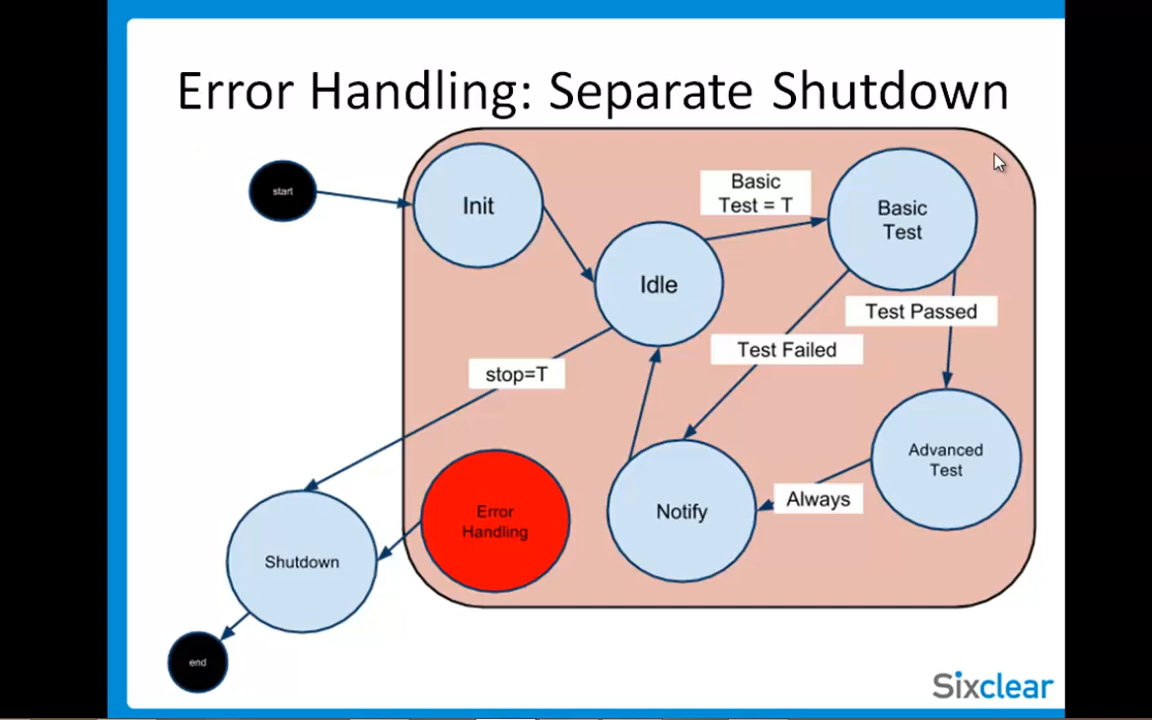 Error Handling: Separate Shutdown
start
Init
Basic
Test = T
Basic
Test
Idle
Test Passed
Test Failed
stop=T
Advanced
Test
Error
Handling
Notify
Always
Shutdown
end
Sixclear